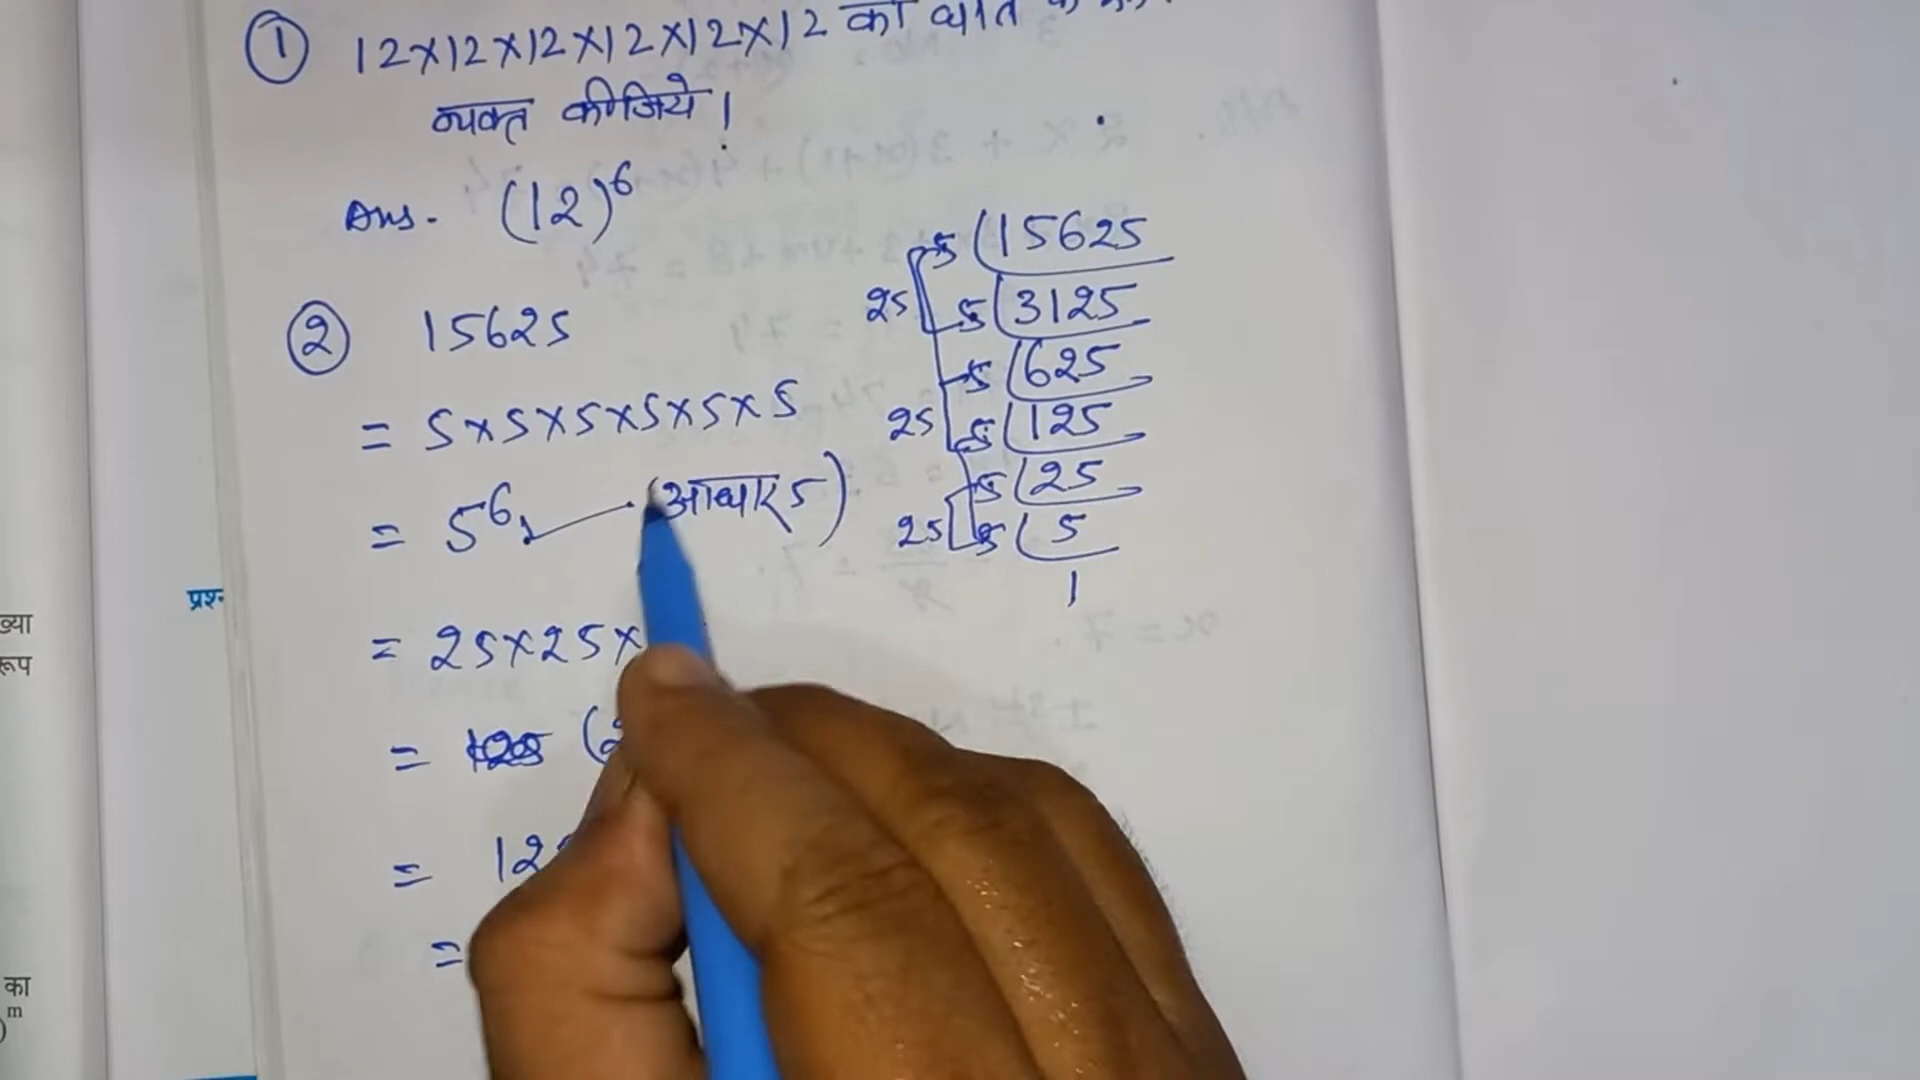 ① 12×12×12×12×12×12 का घात
व्यक्त कीजिये।
Ans. (12)⁶
② 15625
= 5×5×5×5×5×5
= 5⁶ (आधार 5)
= 25×25×
= (2
= 12
=
5 15625
25 5 3125
5 625
25 5 125
5 25
25 5 5
1
प्रश्न
ख्या
रूप
का
)ᵐ